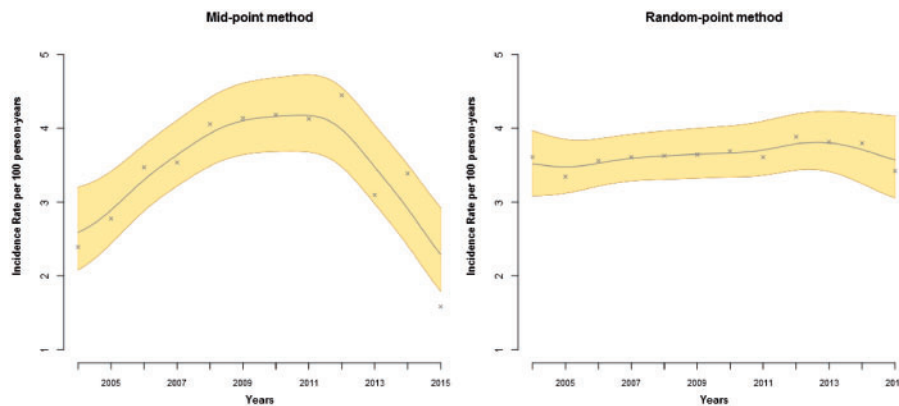 Mid-point method
Incidence Rate per 100 person-years
5
4
3
2
1
2005 2007 2009 2011 2013 2015
Years
Random-point method
Incidence Rate per 100 person-years
5
4
3
2
1
2005 2007 2009 2011 2013 201
Years